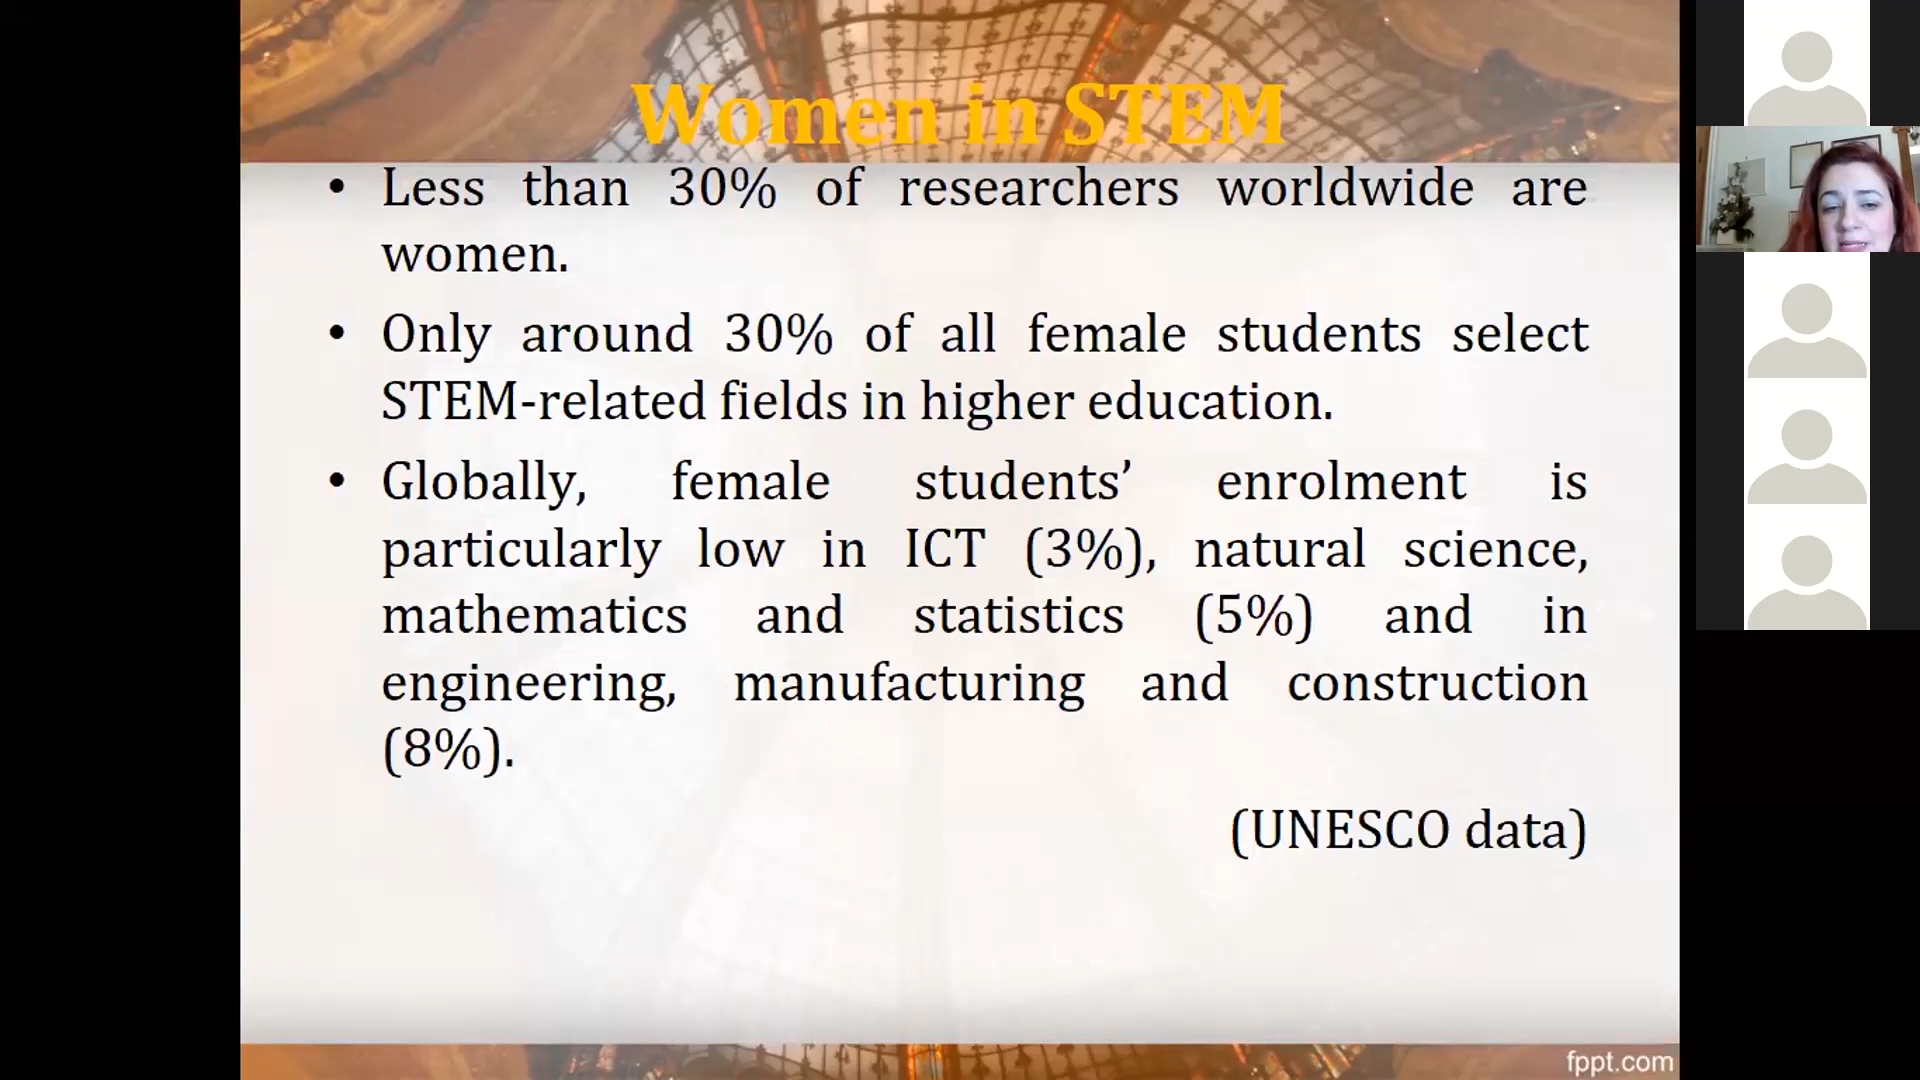 Women in STEM
• Less than 30% of researchers worldwide are
women.
• Only around 30% of all female students select
STEM-related fields in higher education.
• Globally, female students’ enrolment is
particularly low in ICT (3%), natural science,
mathematics and statistics (5%) and in
engineering, manufacturing and construction
(8%).
(UNESCO data)
fppt.com